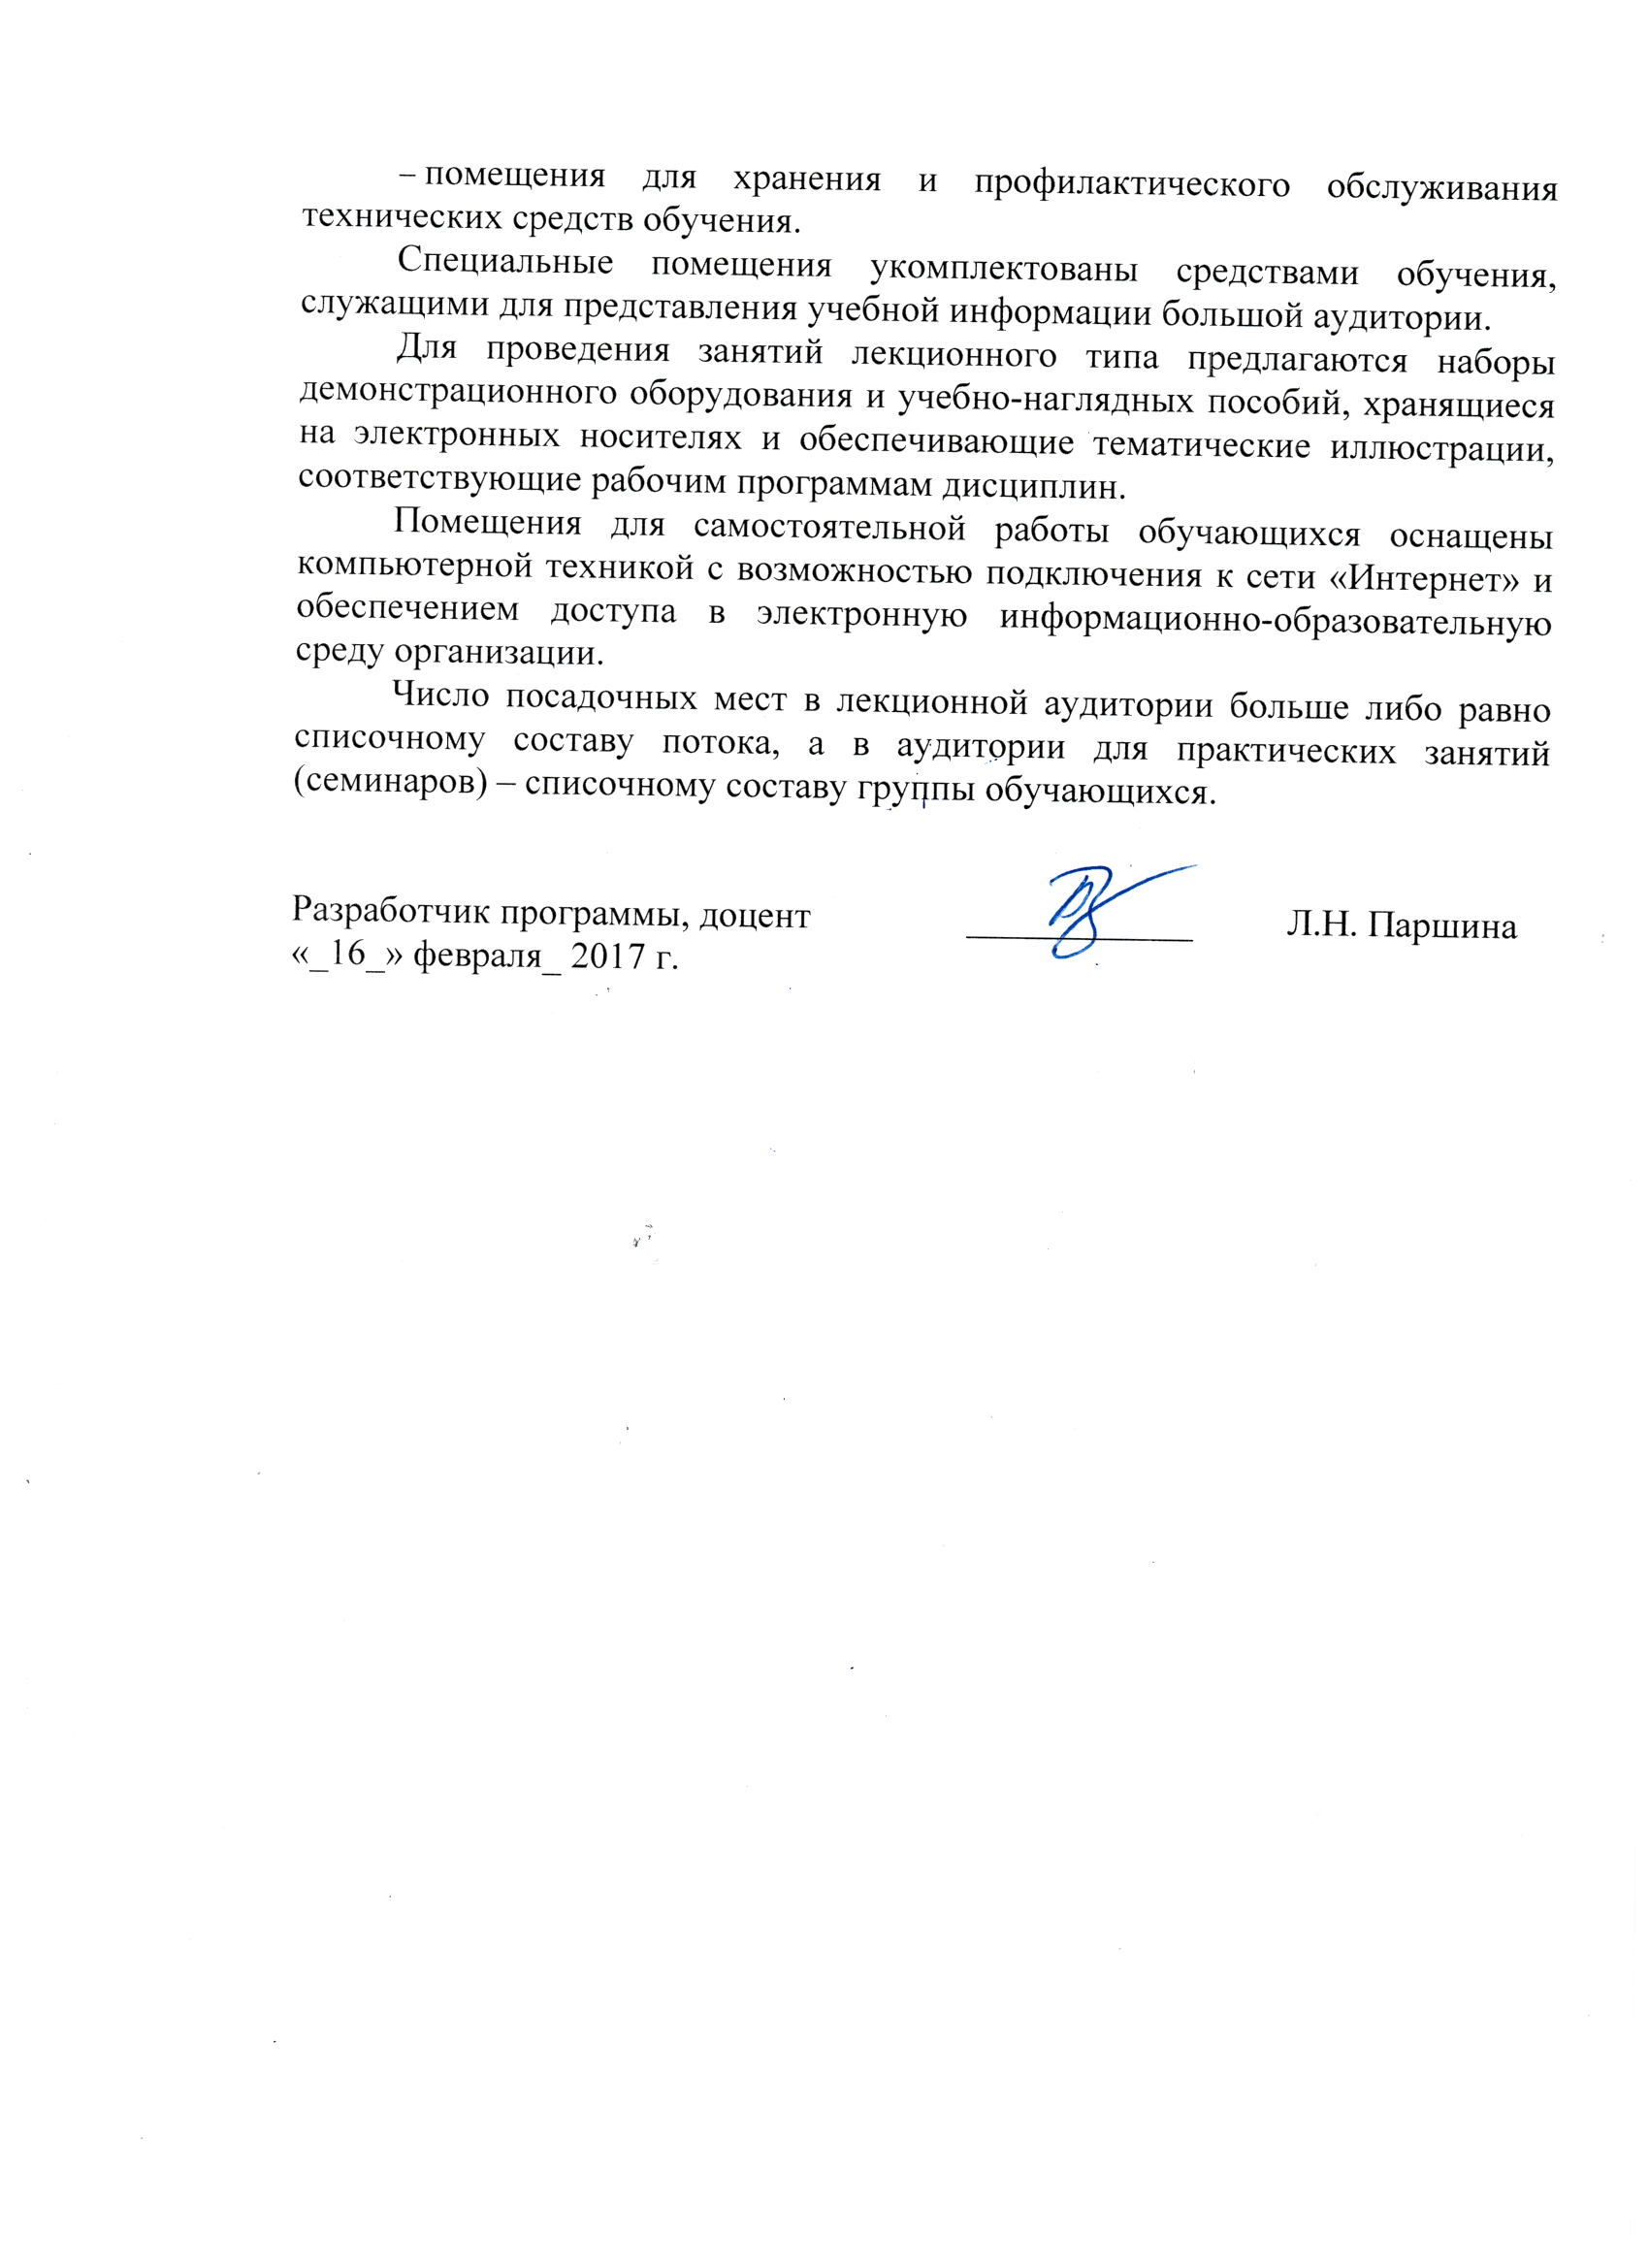 – помещения для хранения и профилактического обслуживания
технических средств обучения.
Специальные помещения укомплектованы средствами обучения,
служащими для представления учебной информации большой аудитории.
Для проведения занятий лекционного типа предлагаются наборы
демонстрационного оборудования и учебно-наглядных пособий, хранящиеся
на электронных носителях и обеспечивающие тематические иллюстрации,
соответствующие рабочим программам дисциплин.
Помещения для самостоятельной работы обучающихся оснащены
компьютерной техникой с возможностью подключения к сети «Интернет» и
обеспечением доступа в электронную информационно-образовательную
среду организации.
Число посадочных мест в лекционной аудитории больше либо равно
списочному составу потока, а в аудитории для практических занятий
(семинаров) – списочному составу группы обучающихся.
Разработчик программы, доцент ____________ Л.Н. Паршина
«_16_» февраля_ 2017 г.